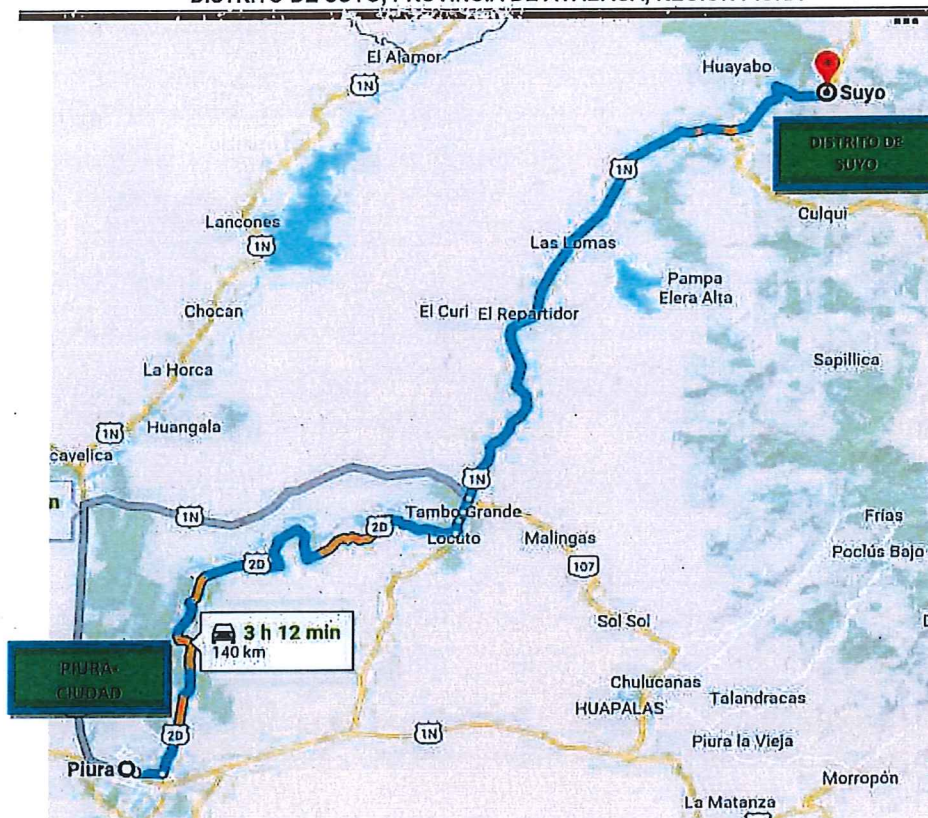 El Alamor
1N
Huayabo
Suyo
DISTRITO DE
SUYO
1N
Culqui
Lancones
1N
Las Lomas
Pampa
Elera Alta
Chocan
El Curi
El Repartidor
La Horca
Sapillica
Huangala
1N
cayelica
1N
n
1N
Tambo Grande
2D
Locuto
Malingas
Frías
2D
107
Poclús Bajo
3 h 12 min
140 km
Sol Sol
PIURA-
CIUDAD
Chulucanas
Talandracas
HUAPALAS
2D
1N
Piura la Vieja
Piura
Morropón
La Matanza